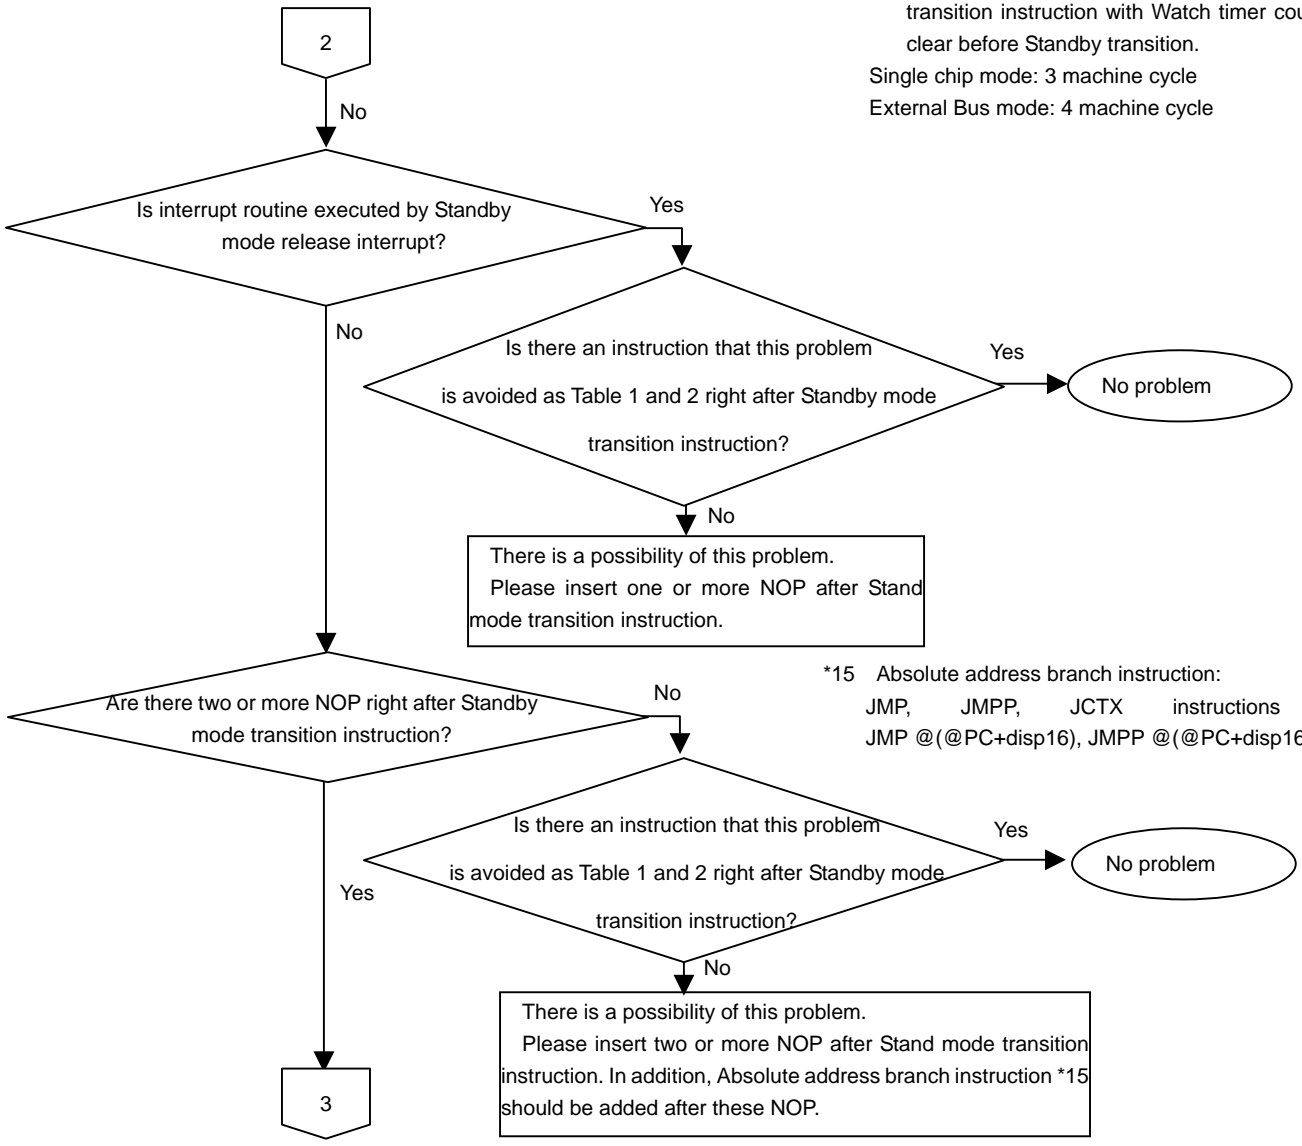 transition instruction with Watch timer
clear before Standby transition.
Single chip mode: 3 machine cycle
External Bus mode: 4 machine cycle
2
No
Is interrupt routine executed by Standby
mode release interrupt?
Yes
No
Is there an instruction that this problem
is avoided as Table 1 and 2 right after Standby mode
transition instruction?
Yes
No problem
No
There is a possibility of this problem.
Please insert one or more NOP after Stand
mode transition instruction.
*15 Absolute address branch instruction:
JMP, JMPP, JCTX instructions
JMP @(@PC+disp16), JMPP @(@PC+disp16
Are there two or more NOP right after Standby
mode transition instruction?
No
Yes
Is there an instruction that this problem
is avoided as Table 1 and 2 right after Standby mode
transition instruction?
Yes
No problem
No
There is a possibility of this problem.
Please insert two or more NOP after Stand mode transition
instruction. In addition, Absolute address branch instruction *15
should be added after these NOP.
3